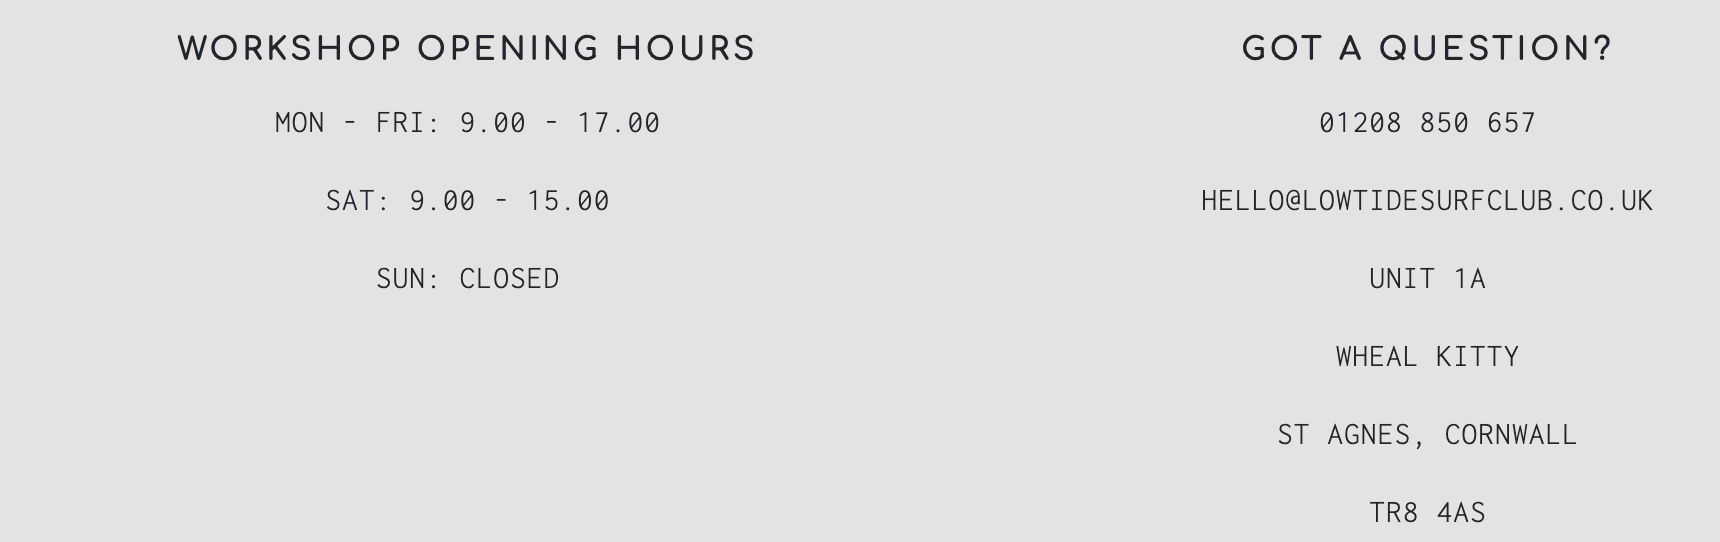 WORKSHOP OPENING HOURS
MON - FRI: 9.00 - 17.00
SAT: 9.00 - 15.00
SUN: CLOSED
GOT A QUESTION?
01208 850 657
HELLO@LOWTIDESURFCLUB.CO.UK
UNIT 1A
WHEAL KITTY
ST AGNES, CORNWALL
TR8 4AS